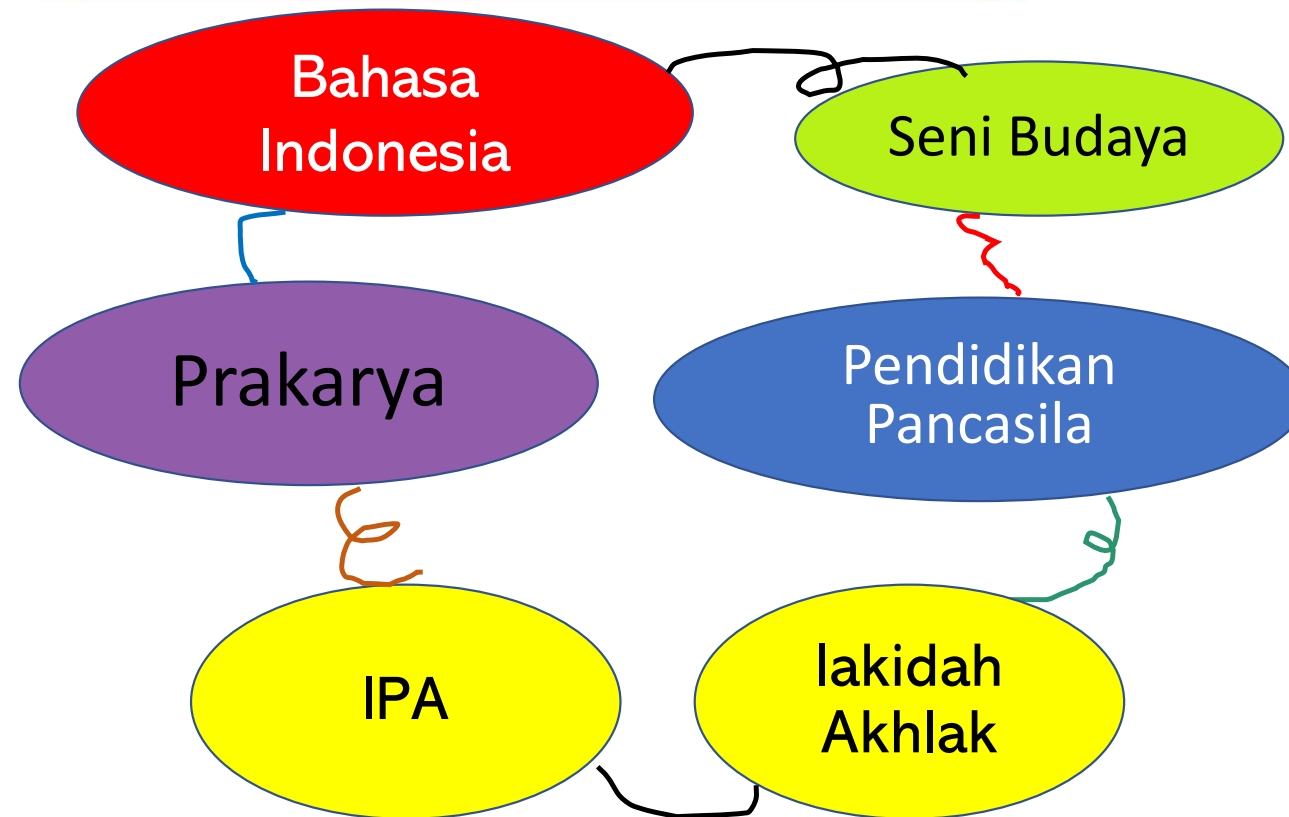 Bahasa
Indonesia
Seni Budaya
Prakarya
Pendidikan
Pancasila
IPA
lakidah
Akhlak